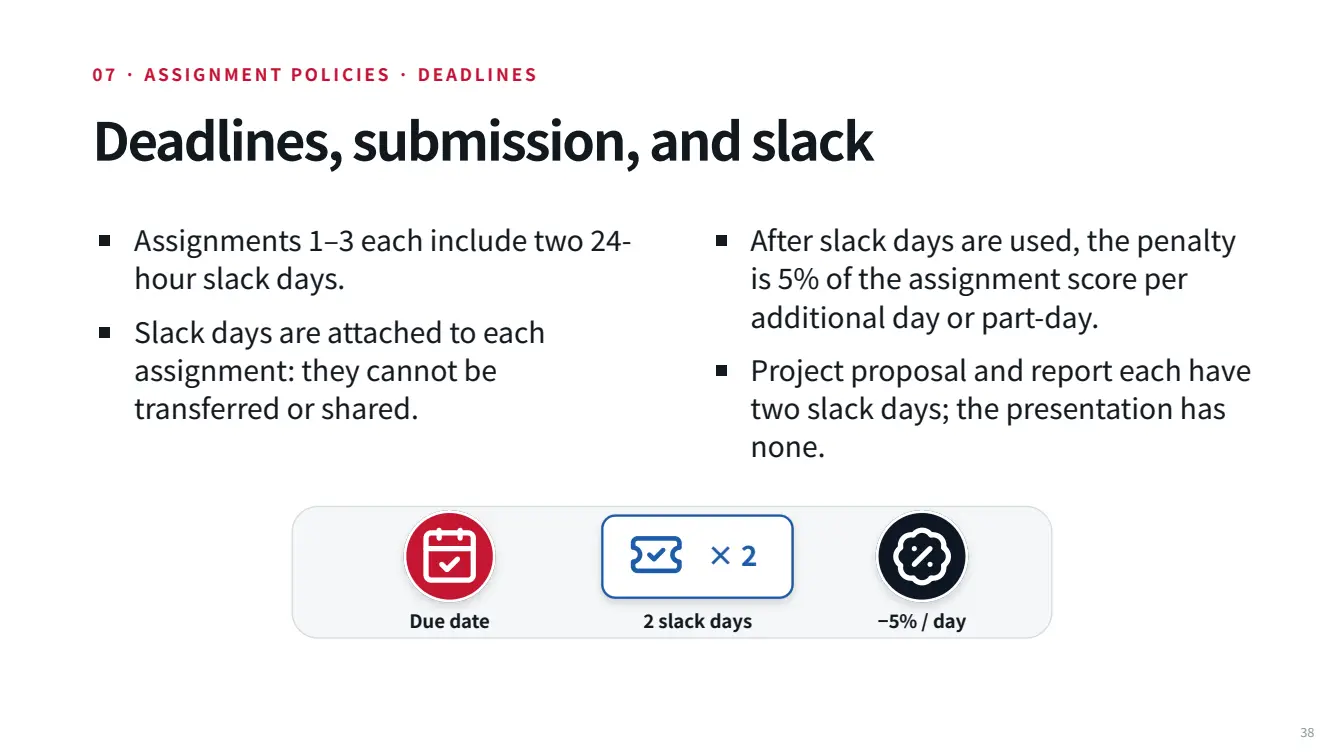 07 · ASSIGNMENT POLICIES · DEADLINES
Deadlines, submission, and slack
▪ Assignments 1–3 each include two 24-
hour slack days.
▪ Slack days are attached to each
assignment: they cannot be
transferred or shared.
▪ After slack days are used, the penalty
is 5% of the assignment score per
additional day or part-day.
▪ Project proposal and report each have
two slack days; the presentation has
none.
× 2
Due date
2 slack days
−5% / day
38